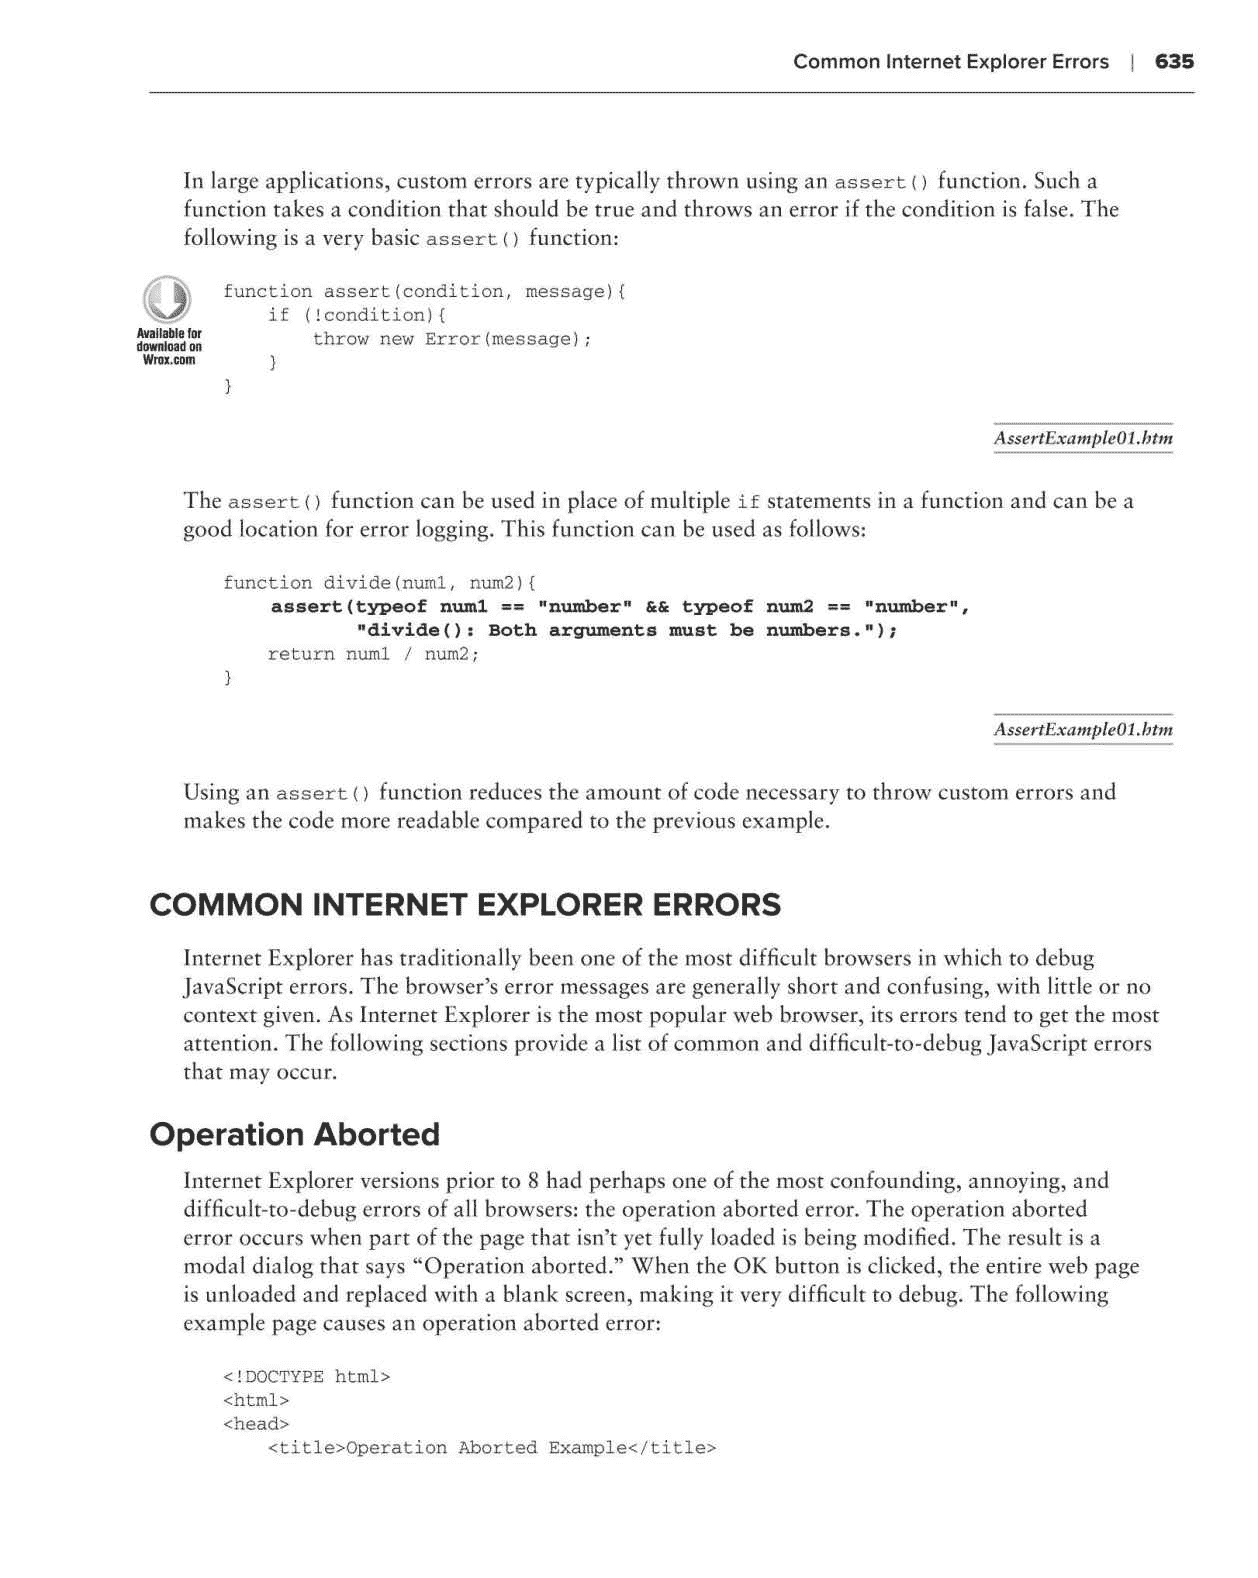 Common Internet Explorer Errors | 635
In large applications, custom errors are typically thrown using an assert() function. Such a
function takes a condition that should be true and throws an error if the condition is false. The
following is a very basic assert() function:
Available for
download on
Wrox.com
function assert(condition, message){
    if (!condition){
        throw new Error(message);
    }
}
AssertExample01.htm
The assert() function can be used in place of multiple if statements in a function and can be a
good location for error logging. This function can be used as follows:
function divide(num1, num2){
    assert(typeof num1 == "number" && typeof num2 == "number",
           "divide(): Both arguments must be numbers.");
    return num1 / num2;
}
AssertExample01.htm
Using an assert() function reduces the amount of code necessary to throw custom errors and
makes the code more readable compared to the previous example.
COMMON INTERNET EXPLORER ERRORS
Internet Explorer has traditionally been one of the most difficult browsers in which to debug
JavaScript errors. The browser’s error messages are generally short and confusing, with little or no
context given. As Internet Explorer is the most popular web browser, its errors tend to get the most
attention. The following sections provide a list of common and difficult-to-debug JavaScript errors
that may occur.
Operation Aborted
Internet Explorer versions prior to 8 had perhaps one of the most confounding, annoying, and
difficult-to-debug errors of all browsers: the operation aborted error. The operation aborted
error occurs when part of the page that isn’t yet fully loaded is being modified. The result is a
modal dialog that says “Operation aborted.” When the OK button is clicked, the entire web page
is unloaded and replaced with a blank screen, making it very difficult to debug. The following
example page causes an operation aborted error:
<!DOCTYPE html>
<html>
<head>
    <title>Operation Aborted Example</title>